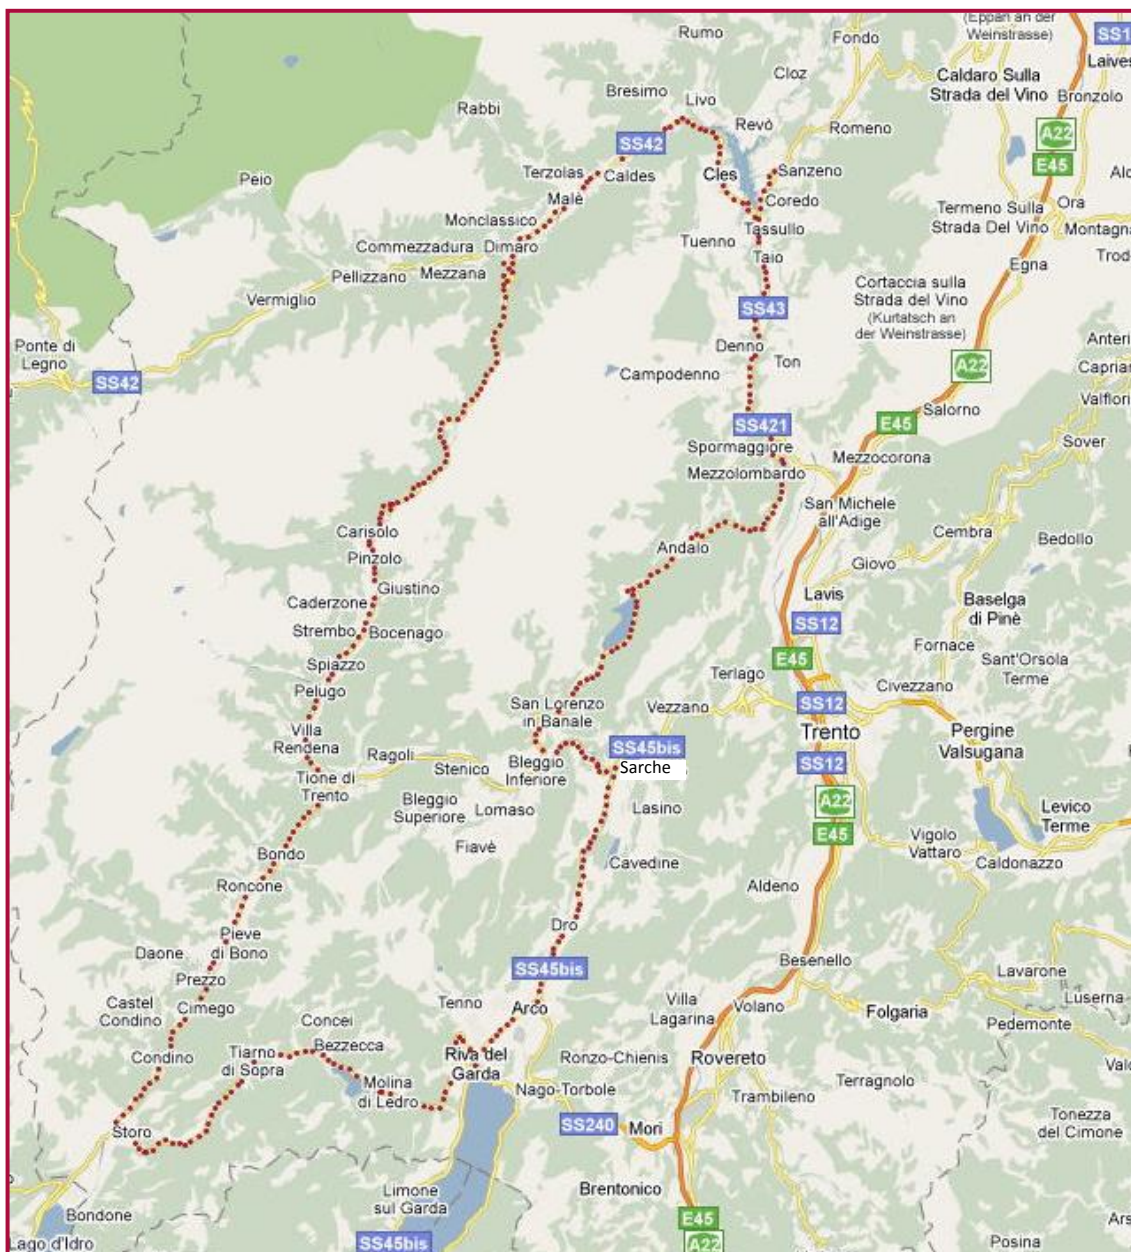 (Eppan an der
Weinstrasse)
Rumo
Fondo
Laives
Cloz
Caldaro Sulla
Strada del Vino
Bronzolo
Bresimo
Livo
Rabbi
Revò
Romeno
A22
E45
SS42
Terzolas
Caldes
Cles
Sanzeno
Peio
Malè
Coredo
Monclassico
Termeno Sulla
Strada Del Vino
Ora
Tassullo
Tuenno
Commezzadura
Dimaro
Taio
Pellizzano
Mezzana
Egna
Vermiglio
Cortaccia sulla
Strada del Vino
(Kurtatsch an
der Weinstrasse)
SS43
Ponte di
Legno
Denno
Ton
SS42
Campodenno
A22
Salorno
E45
SS421
Sover
Spormaggiore
Mezzocorona
Mezzolombardo
San Michele
all'Adige
Carisolo
Andalo
Cembra
Bedollo
Pinzolo
Giovo
Giustino
Lavis
Baselga
di Pinè
Caderzone
SS12
Strembo
Bocenago
Fornace
E45
Sant'Orsola
Terme
Spiazzo
Terlago
Civezzano
Pelugo
San Lorenzo
in Banale
Vezzano
SS12
Villa
Rendena
Trento
Pergine
Valsugana
SS45bis
Ragoli
Stenico
Bleggio
Inferiore
Sarche
SS12
Tione di
Trento
Bleggio
Superiore
Lomaso
Lasino
A22
E45
Levico
Terme
Fiavè
Vigolo
Vattaro
Bondo
Cavedine
Caldonazzo
Roncone
Aldeno
Dro
Pieve
di Bono
Daone
Besenello
SS45bis
Lavarone
Prezzo
Castel
Condino
Cimego
Tenno
Arco
Villa
Lagarina
Volano
Folgaria
Luserna
Concei
Pedemonte
Condino
Tiarno
di Sopra
Bezzecca
Riva del
Garda
Ronzo-Chienis
Rovereto
Molina
di Ledro
Nago-Torbole
Terragnolo
Trambileno
Storo
SS240
Mori
Tonezza
del Cimone
Limone
sul Garda
Brentonico
Bondone
E45
Lago d'Idro
SS45bis
A22
Posina